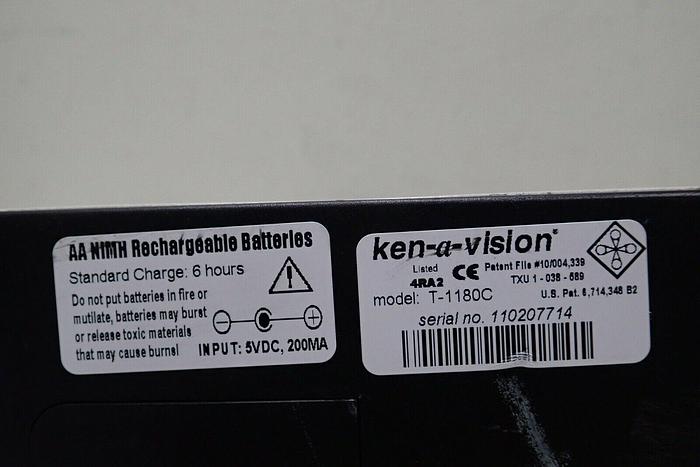 AA NIMH Rechargeable Batteries
Standard Charge: 6 hours
Do not put batteries in fire or
mutilate, batteries may burst
or release toxic materials
that may cause burns!
INPUT: 5VDC, 200MA
ken-a-vision®
Listed
4RA2
CE
Patent File #10/004,339
TXU 1 - 038 - 689
model: T-1180C
U.S. Pat. 6,714,348 B2
serial no. 110207714